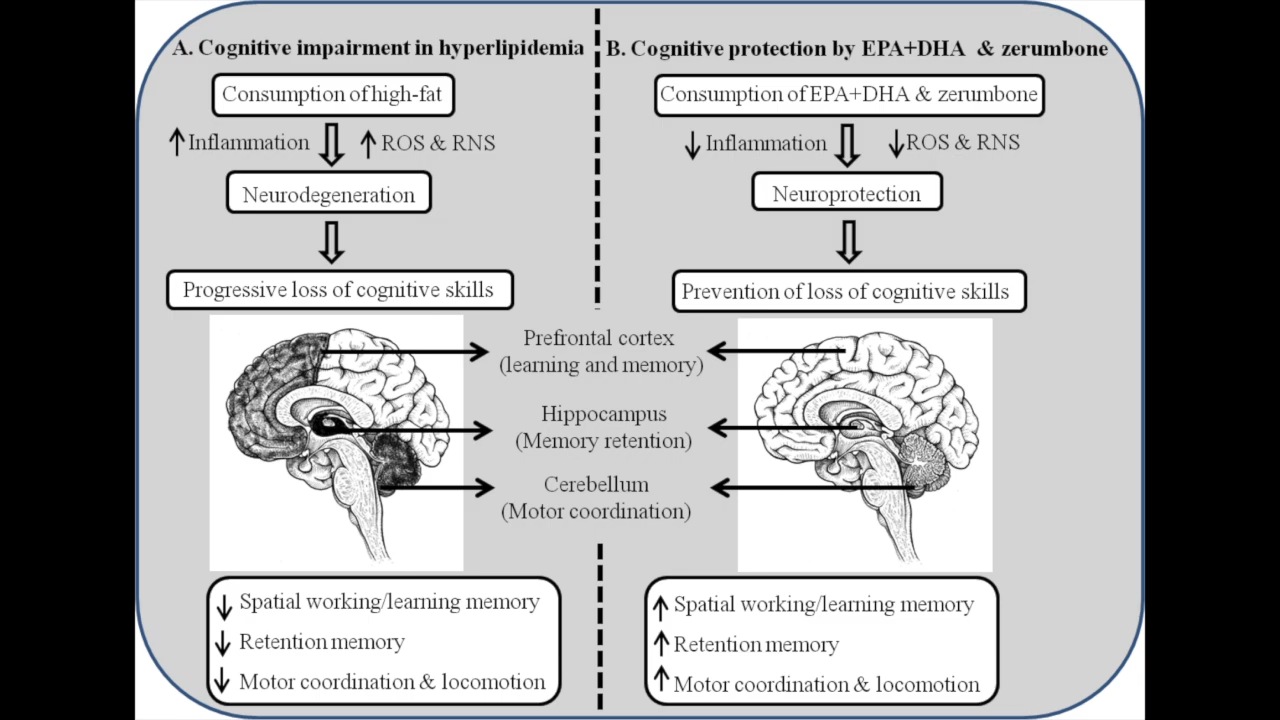 A. Cognitive impairment in hyperlipidemia
Consumption of high-fat
↑ Inflammation
↑ ROS & RNS
Neurodegeneration
Progressive loss of cognitive skills
B. Cognitive protection by EPA+DHA & zerumbone
Consumption of EPA+DHA & zerumbone
↓ Inflammation
↓ ROS & RNS
Neuroprotection
Prevention of loss of cognitive skills
Prefrontal cortex
(learning and memory)
Hippocampus
(Memory retention)
Cerebellum
(Motor coordination)
↓ Spatial working/learning memory
↓ Retention memory
↓ Motor coordination & locomotion
↑ Spatial working/learning memory
↑ Retention memory
↑ Motor coordination & locomotion